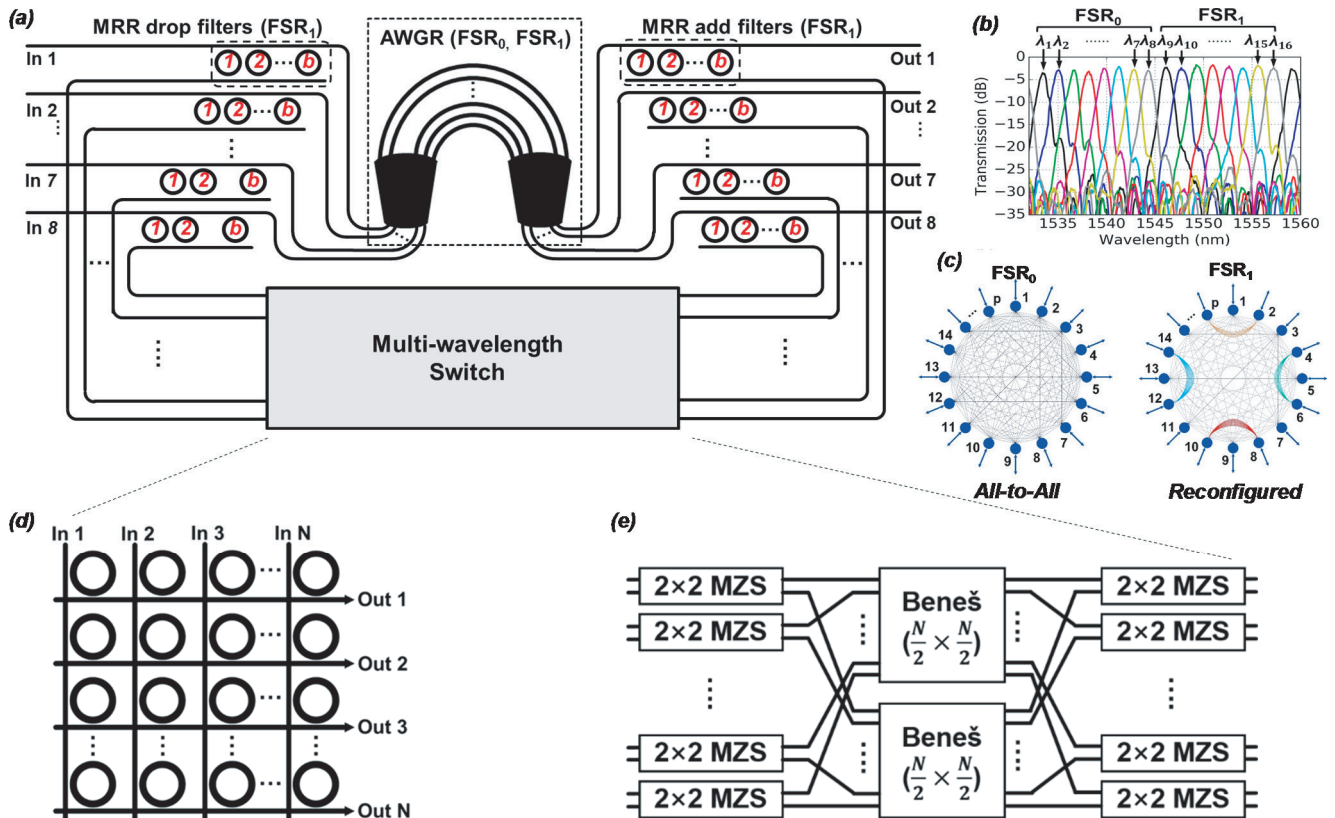 (a)
MRR drop filters (FSR₁)
AWGR (FSR₀, FSR₁)
MRR add filters (FSR₁)
In 1
1 2 ··· b
1 2 ··· b
Out 1
In 2
1 2 ··· b
1 2 ··· b
Out 2
In 7
1 2 b
1 2 ··· b
Out 7
In 8
1 2 b
1 2 ··· b
Out 8
Multi-wavelength
Switch
(b)
FSR₀ FSR₁
λ₁ λ₂ ······ λ₇ λ₈ λ₉ λ₁₀ ······ λ₁₅ λ₁₆
Transmission (dB)
0
−5
−10
−15
−20
−25
−30
−35
1535 1540 1545 1550 1555 1560
Wavelength (nm)
(c)
FSR₀
p 1 2 3 4 5 6 7 8 9 10 11 12 13 14 ···
All-to-All
FSR₁
p 1 2 3 4 5 6 7 8 9 10 11 12 13 14 ···
Reconfigured
(d)
In 1 In 2 In 3 In N
Out 1
Out 2
Out 3
Out N
(e)
2×2 MZS
2×2 MZS
2×2 MZS
2×2 MZS
Beneš
(N/2 × N/2)
Beneš
(N/2 × N/2)
2×2 MZS
2×2 MZS
2×2 MZS
2×2 MZS